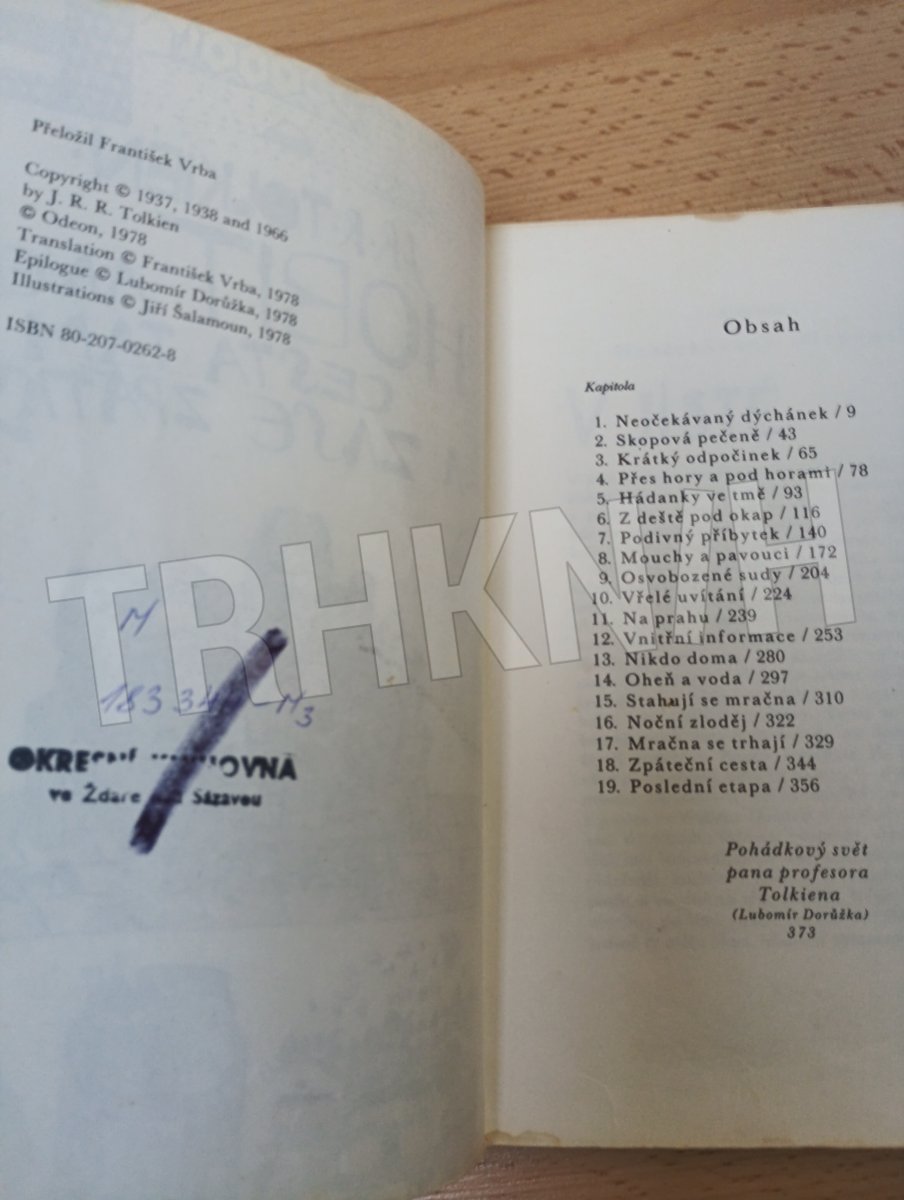 Přeložil František Vrba
Copyright © 1937, 1938 and 1966
by J. R. R. Tolkien
© Odeon, 1978
Translation © František Vrba, 1978
Epilogue © Lubomír Dorůžka, 1978
Illustrations © Jiří Šalamoun, 1978
ISBN 80-207-0262-8
M
183 34
M3
ve Žďáře Sázavou
Obsah
Kapitola
1. Neočekávaný dýchánek / 9
2. Skopová pečeně / 43
3. Krátký odpočinek / 65
4. Přes hory a pod horami / 78
5. Hádanky ve tmě / 93
6. Z deště pod okap / 116
7. Podivný příbytek / 140
8. Mouchy a pavouci / 172
9. Osvobozené sudy / 204
10. Vřelé uvítání / 224
11. Na prahu / 239
12. Vnitřní informace / 253
13. Nikdo doma / 280
14. Oheň a voda / 297
15. Stahují se mračna / 310
16. Noční zloděj / 322
17. Mračna se trhají / 329
18. Zpáteční cesta / 344
19. Poslední etapa / 356
Pohádkový svět
pana profesora
Tolkiena
(Lubomír Dorůžka)
373
TRHKNIH